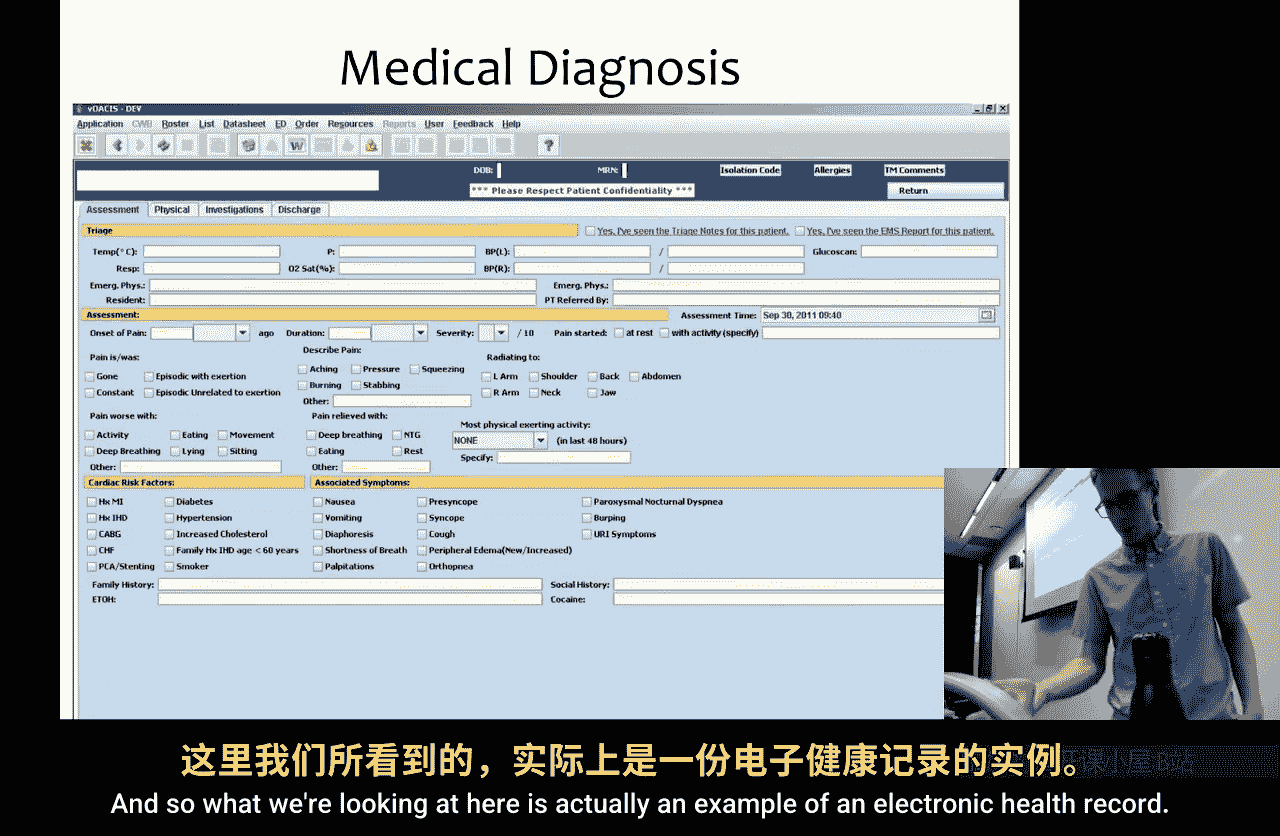 Medical Diagnosis
vOACIS - DEV
Application CWB Roster List Datasheet ED Order Resources Reports User Feedback Help
W ?
DOB: MRN: Isolation Code Allergies TM Comments
*** Please Respect Patient Confidentiality *** Return
Assessment Physical Investigations Discharge
Triage Yes, I've seen the Triage Notes for this patient. Yes, I've seen the EMS Report for this patient.
Temp(° C): P: BP(L): / Glucoscan:
Resp: O2 Sat(%): BP(R): /
Emerg. Phys.: Emerg. Phys.:
Resident: PT Referred By:
Assessment: Assessment Time: Sep 30, 2011 09:40
Onset of Pain: ago Duration: Severity: / 10 Pain started: at rest with activity (specify)
Pain is/was: Describe Pain: Radiating to:
Gone Episodic with exertion Aching Pressure Squeezing L Arm Shoulder Back Abdomen
Constant Episodic Unrelated to exertion Burning Stabbing R Arm Neck Jaw
Other:
Pain worse with: Pain relieved with: Most physical exerting activity:
Activity Eating Movement Deep breathing NTG NONE (in last 48 hours)
Deep Breathing Lying Sitting Eating Rest Specify:
Other: Other:
Cardiac Risk Factors: Associated Symptoms:
Hx MI Diabetes Nausea Presyncope Paroxysmal Nocturnal Dyspnea
Hx IHD Hypertension Vomiting Syncope Burping
CABG Increased Cholesterol Diaphoresis Cough URI Symptoms
CHF Family Hx IHD age < 60 years Shortness of Breath Peripheral Edema(New/Increased)
PCA/Stenting Smoker Palpitations Orthopnea
Family History: Social History:
ETOH: Cocaine:
这里我们所看到的，实际上是一份电子健康记录的实例。
课小屋 B站
And so what we're looking at here is actually an example of an electronic health record.